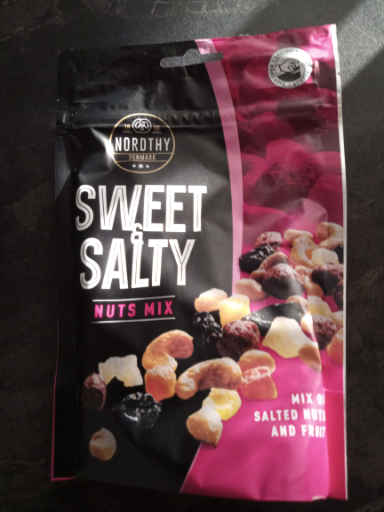 NORDTHY
DENMARK
SWEET
&
SALTY
NUTS MIX
MIX OF
SALTED NUTS
AND FRUIT